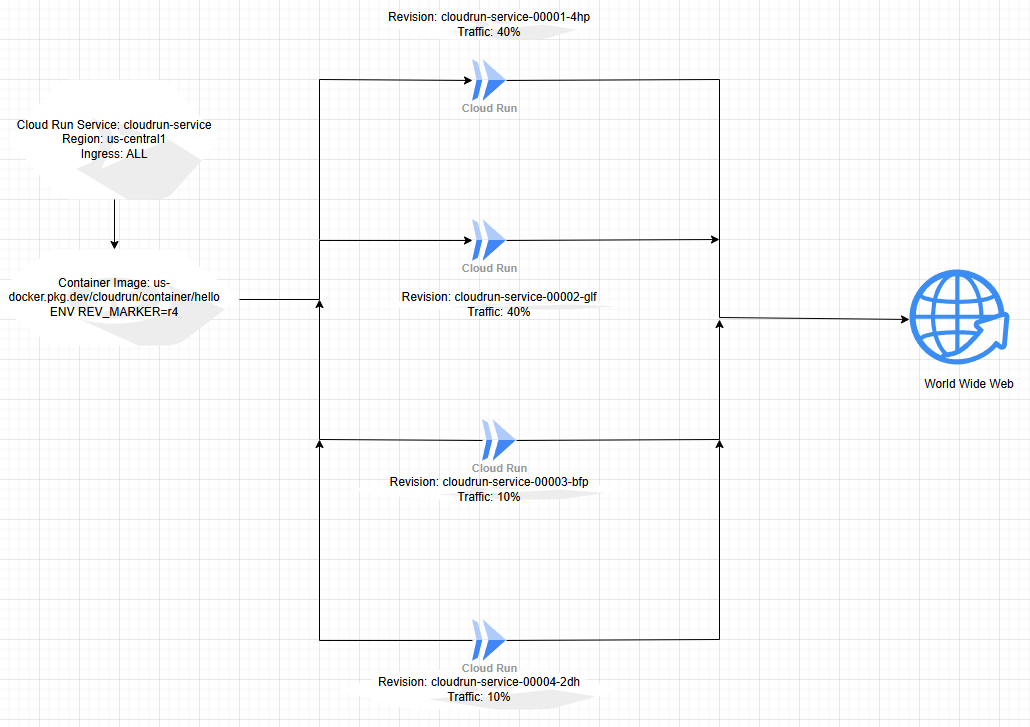 Revision: cloudrun-service-00001-4hp
Traffic: 40%
Cloud Run
Cloud Run Service: cloudrun-service
Region: us-central1
Ingress: ALL
Cloud Run
Container Image: us-
docker.pkg.dev/cloudrun/container/hello
ENV REV_MARKER=r4
Revision: cloudrun-service-00002-glf
Traffic: 40%
World Wide Web
Cloud Run
Revision: cloudrun-service-00003-bfp
Traffic: 10%
Cloud Run
Revision: cloudrun-service-00004-2dh
Traffic: 10%